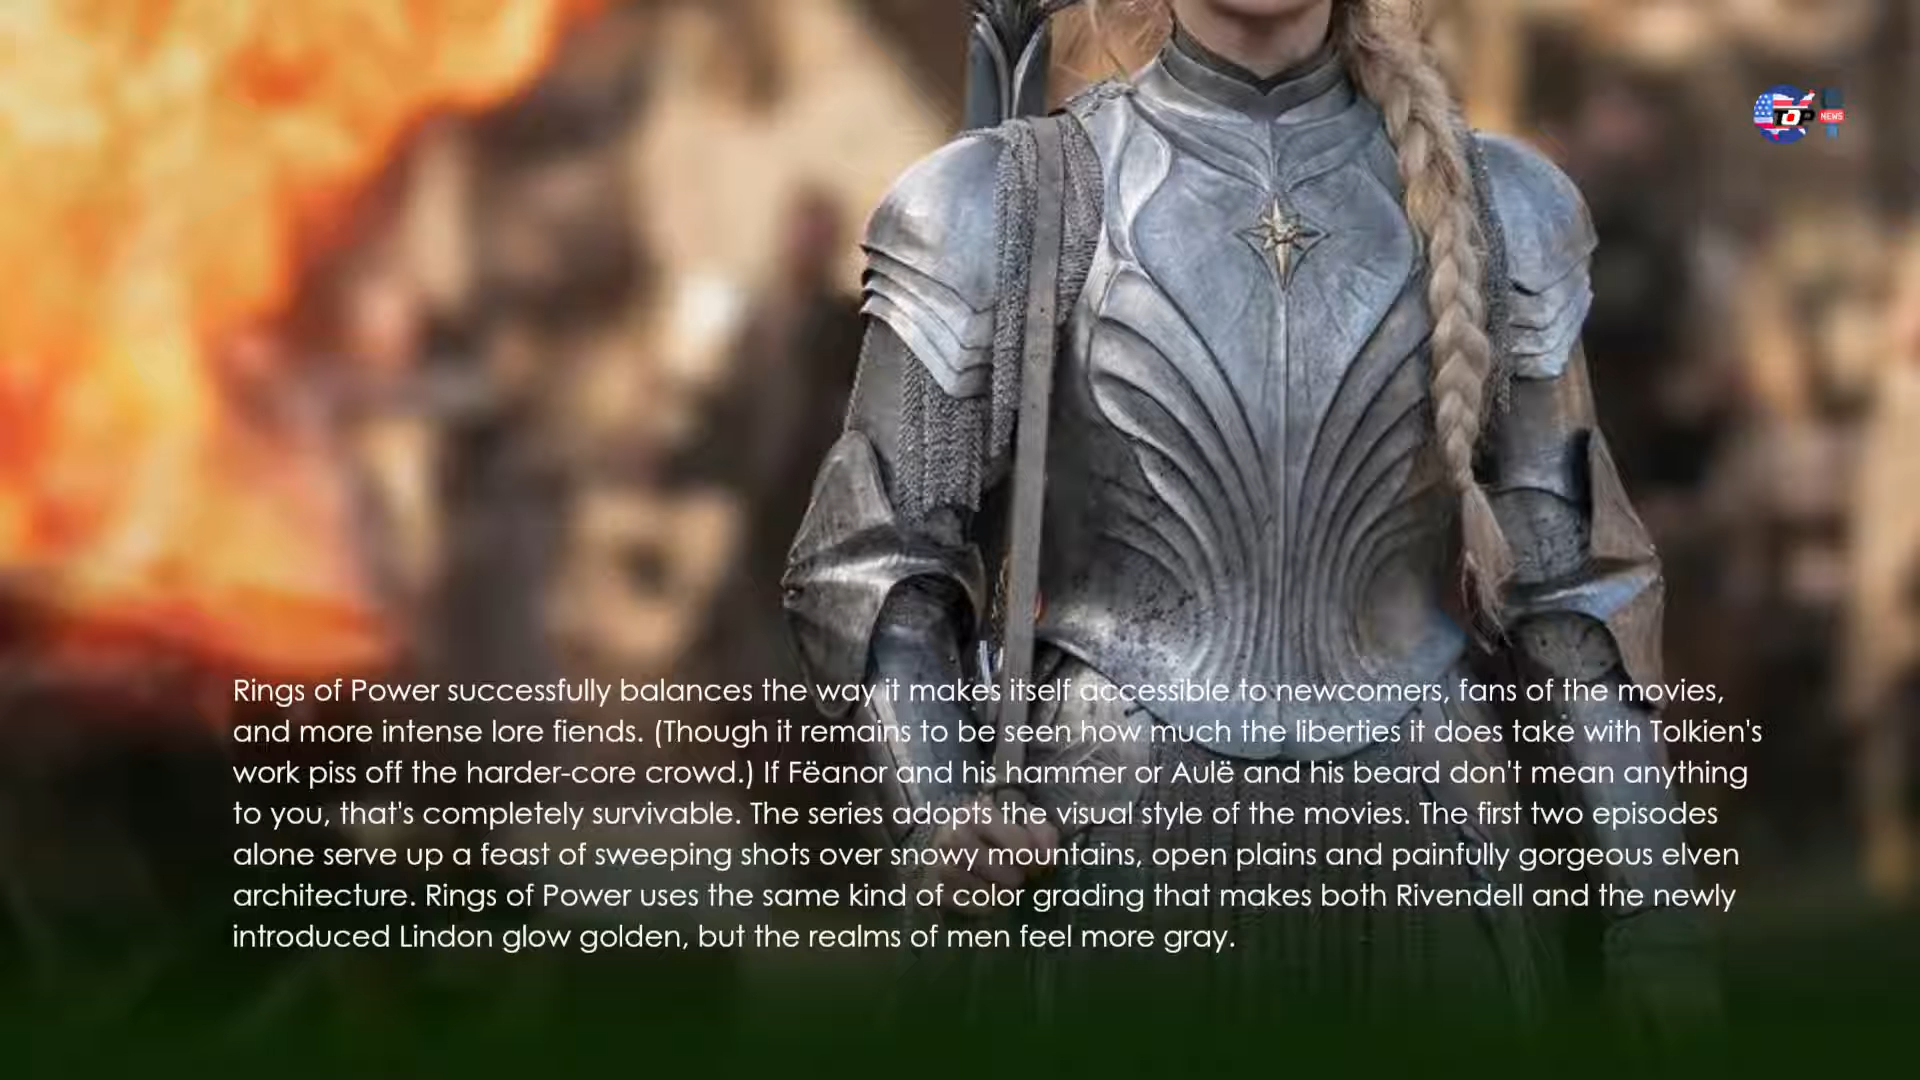 TOP NEWS
Rings of Power successfully balances the way it makes itself accessible to newcomers, fans of the movies,
and more intense lore fiends. (Though it remains to be seen how much the liberties it does take with Tolkien's
work piss off the harder-core crowd.) If Fëanor and his hammer or Aulë and his beard don't mean anything
to you, that's completely survivable. The series adopts the visual style of the movies. The first two episodes
alone serve up a feast of sweeping shots over snowy mountains, open plains and painfully gorgeous elven
architecture. Rings of Power uses the same kind of color grading that makes both Rivendell and the newly
introduced Lindon glow golden, but the realms of men feel more gray.